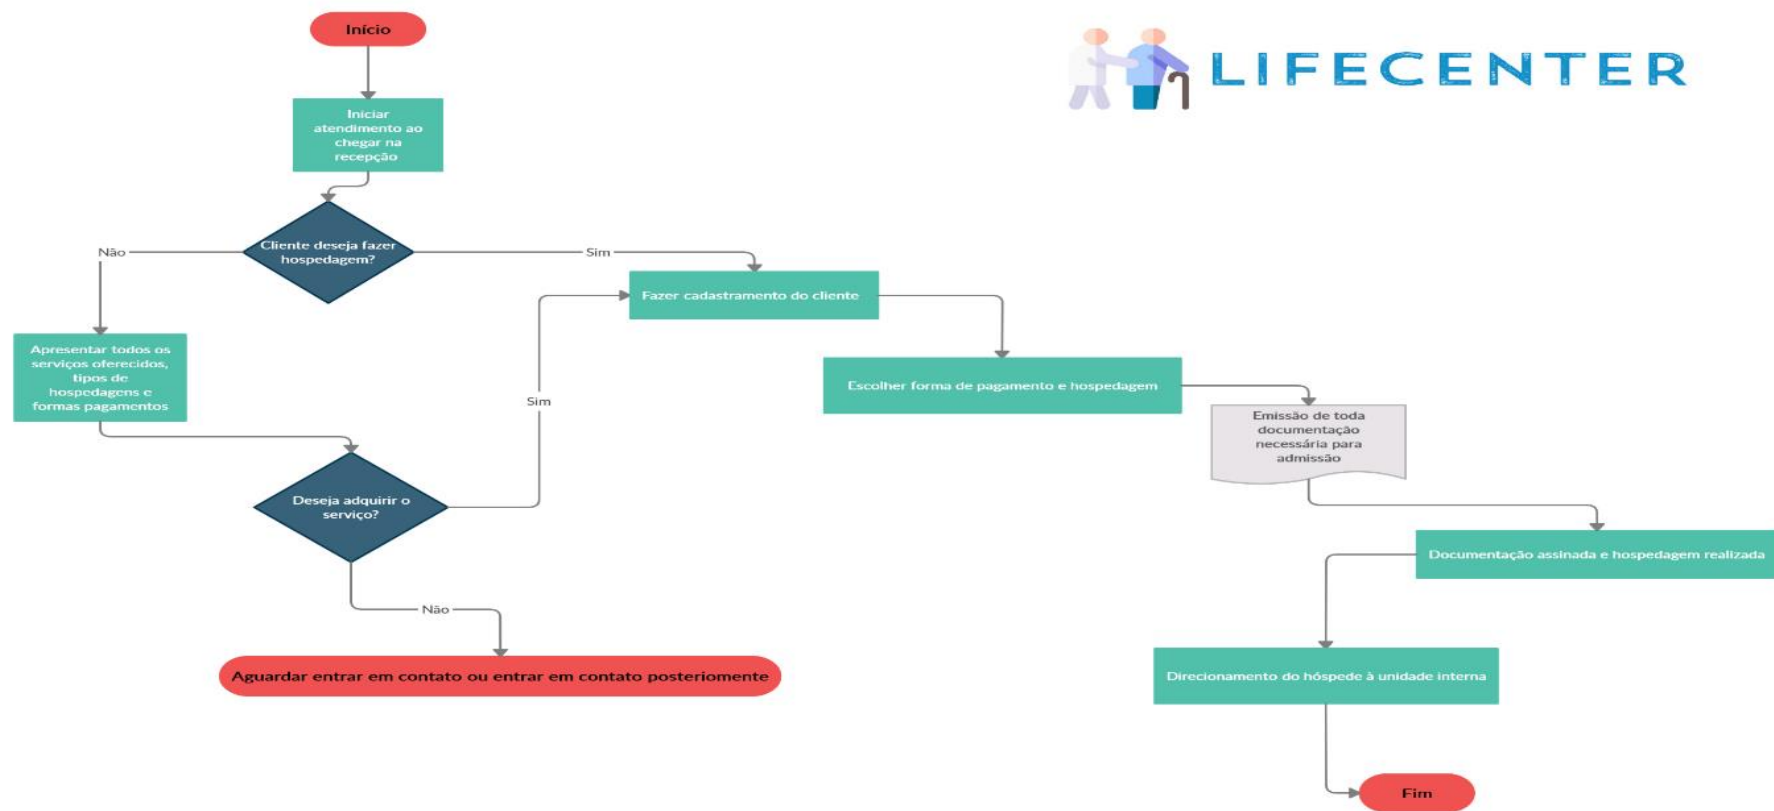 Início
LIFECENTER
Iniciar
atendimento ao
chegar na
recepção
Cliente deseja fazer
hospedagem?
Não
Sim
Fazer cadastramento do cliente
Apresentar todos os
serviços oferecidos,
tipos de
hospedagens e
formas pagamentos
Escolher forma de pagamento e hospedagem
Sim
Emissão de toda
documentação
necessária para
admissão
Deseja adquirir o
serviço?
Documentação assinada e hospedagem realizada
Não
Aguardar entrar em contato ou entrar em contato posteriomente
Direcionamento do hóspede à unidade interna
Fim